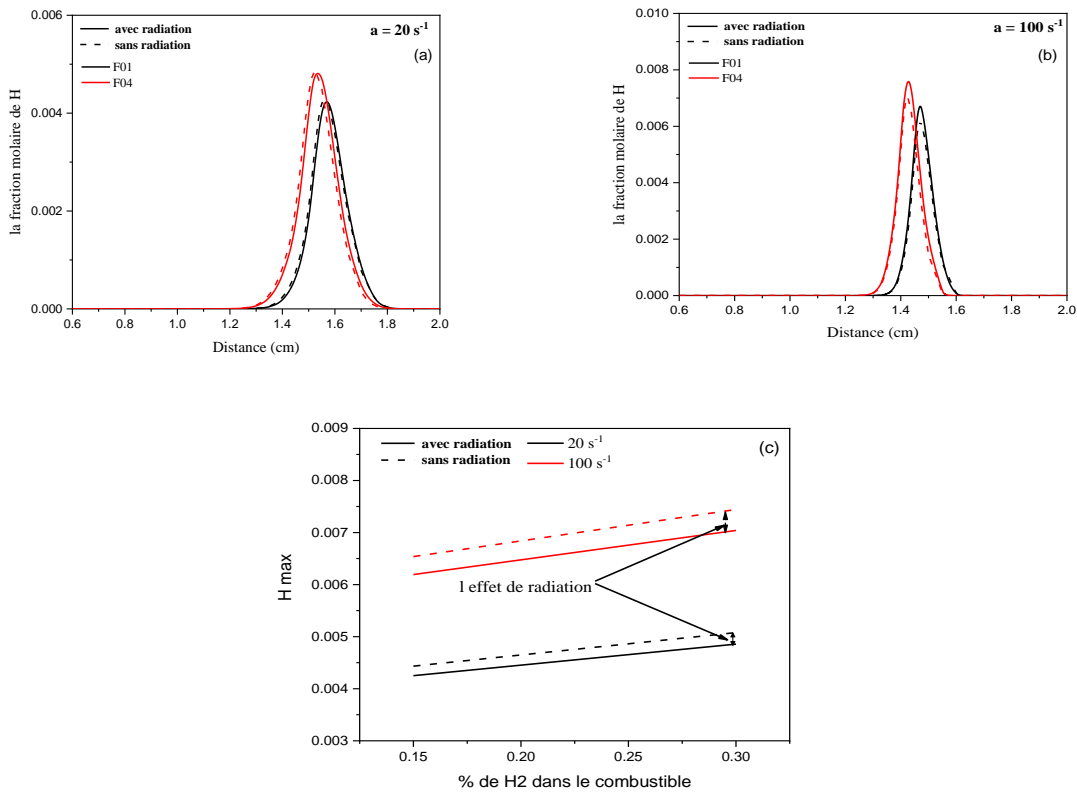 0.006
0.004
0.002
0.000
0.6 0.8 1.0 1.2 1.4 1.6 1.8 2.0
la fraction molaire de H
Distance (cm)
avec radiation
sans radiation
F01
F04
a = 20 s-1
(a)
0.010
0.008
0.006
0.004
0.002
0.000
0.6 0.8 1.0 1.2 1.4 1.6 1.8 2.0
la fraction molaire de H
Distance (cm)
avec radiation
sans radiation
F01
F04
a = 100 s-1
(b)
0.009
0.008
0.007
0.006
0.005
0.004
0.003
0.15 0.20 0.25 0.30
H max
% de H2 dans le combustible
avec radiation 20 s-1
sans radiation 100 s-1
(c)
l effet de radiation